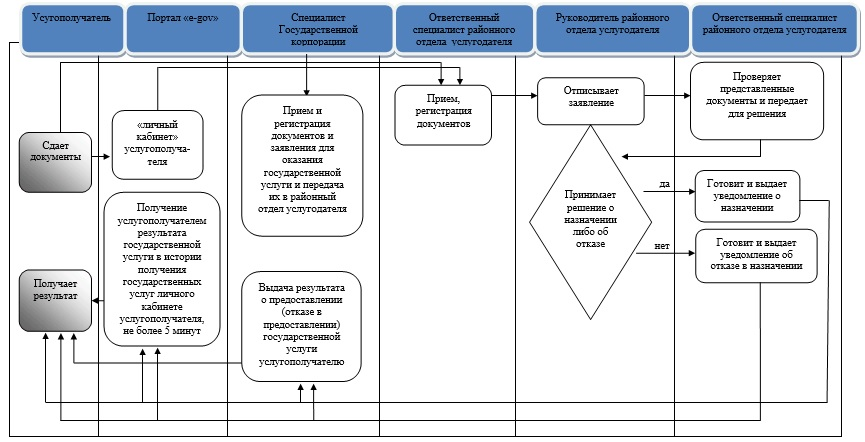 Усугополучатель
Портал «e-gov»
Специалист
Государственной
корпорации
Ответственный
специалист районного
отдела услугодателя
Руководитель районного
отдела услугодателя
Ответственный специалист
районного отдела услугодателя
Сдает
документы
«личный
кабинет»
услугополуча-
теля
Прием и
регистрация
документов и
заявления для
оказания
государственной
услуги и передача
их в районный
отдел услугодателя
Прием,
регистрация
документов
Отписывает
заявление
Проверяет
представленные
документы и передает
для решения
Принимает
решение о
назначении
либо об
отказе
да
нет
Готовит и выдает
уведомление о
назначении
Готовит и выдает
уведомление об
отказе в назначении
Получает
результат
Получение
услугополучателем
результата
государственной
услуги в истории
получения
государственных
услуг личного
кабинете
услугополучателя,
не более 5 минут
Выдача результата
о предоставлении
(отказе в
предоставлении)
государственной
услуги
услугополучателю